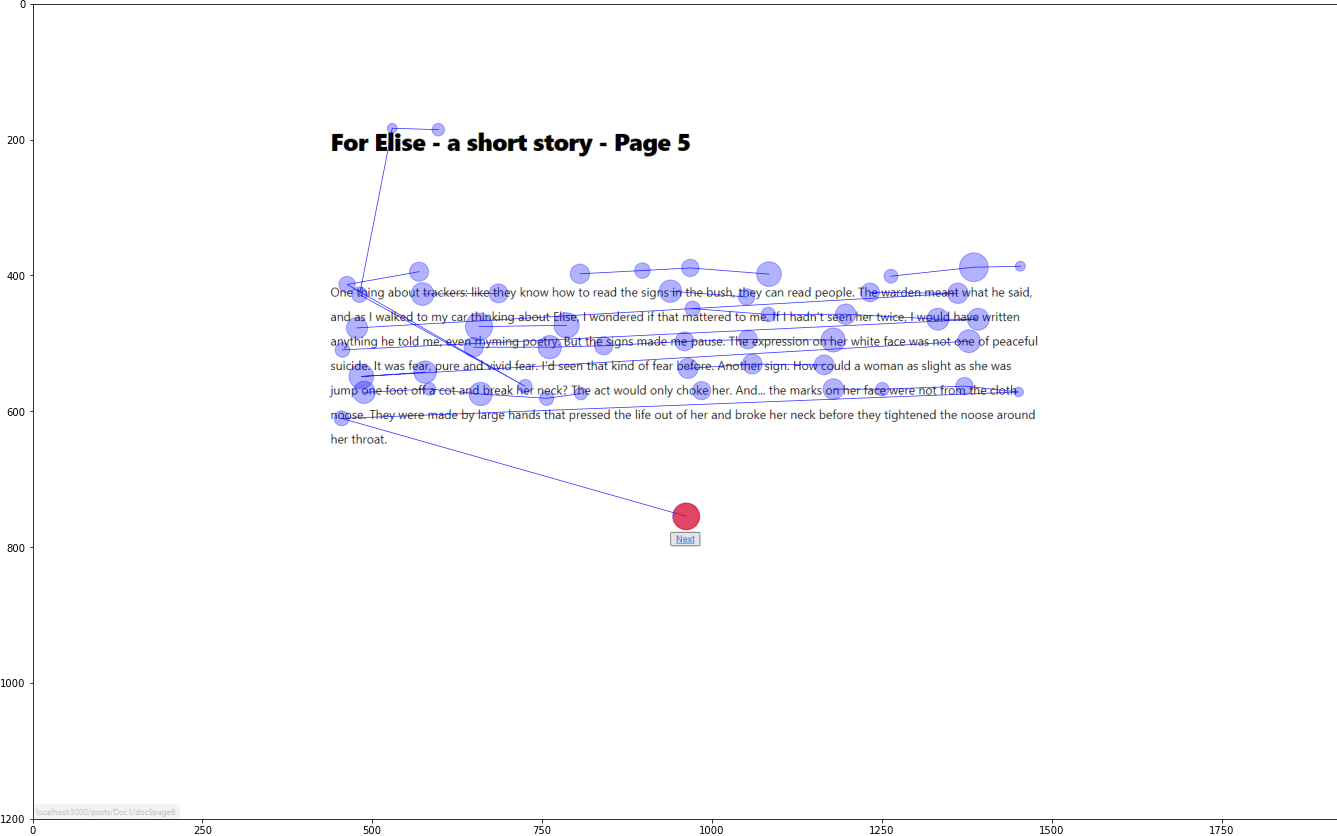 0
200
For Elise - a short story - Page 5
400
One thing about trackers: like they know how to read the signs in the bush, they can read people. The warden meant what he said,
and as I walked to my car thinking about Elise, I wondered if that mattered to me. If I hadn't seen her twice, I would have written
anything he told me, even rhyming poetry. But the signs made me pause. The expression on her white face was not one of peaceful
suicide. It was fear, pure and vivid fear. I'd seen that kind of fear before. Another sign. How could a woman as slight as she was
jump one foot off a cot and break her neck? The act would only choke her. And... the marks on her face were not from the cloth
600
noose. They were made by large hands that pressed the life out of her and broke her neck before they tightened the noose around
her throat.
Next
800
1000
localhost:3000/posts/Doc1/doc9page6
1200
0 250 500 750 1000 1250 1500 1750